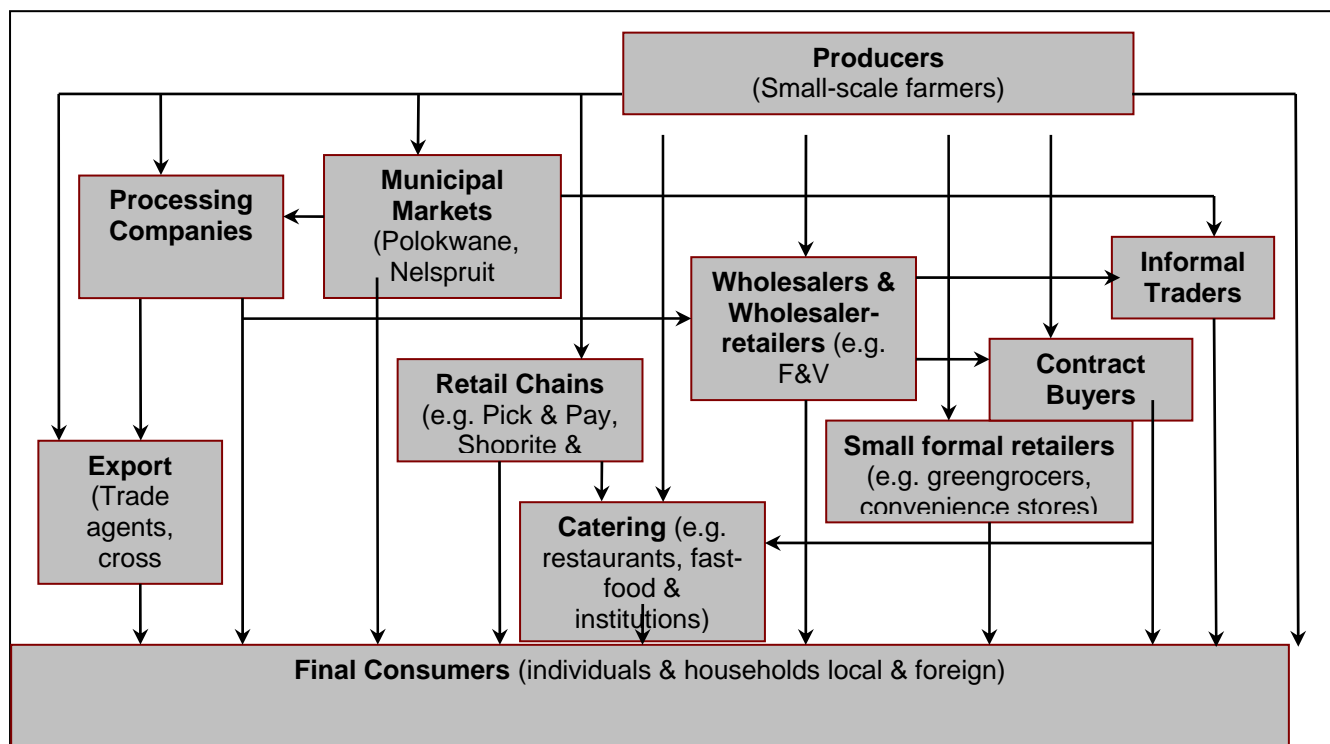 Producers
(Small-scale farmers)
Processing
Companies
Municipal
Markets
(Polokwane,
Nelspruit
Wholesalers &
Wholesaler-
retailers (e.g.
F&V
Informal
Traders
Retail Chains
(e.g. Pick & Pay,
Shoprite &
Contract
Buyers
Small formal retailers
(e.g. greengrocers,
convenience stores)
Export
(Trade
agents,
cross
Catering (e.g.
restaurants, fast-
food &
institutions)
Final Consumers (individuals & households local & foreign)